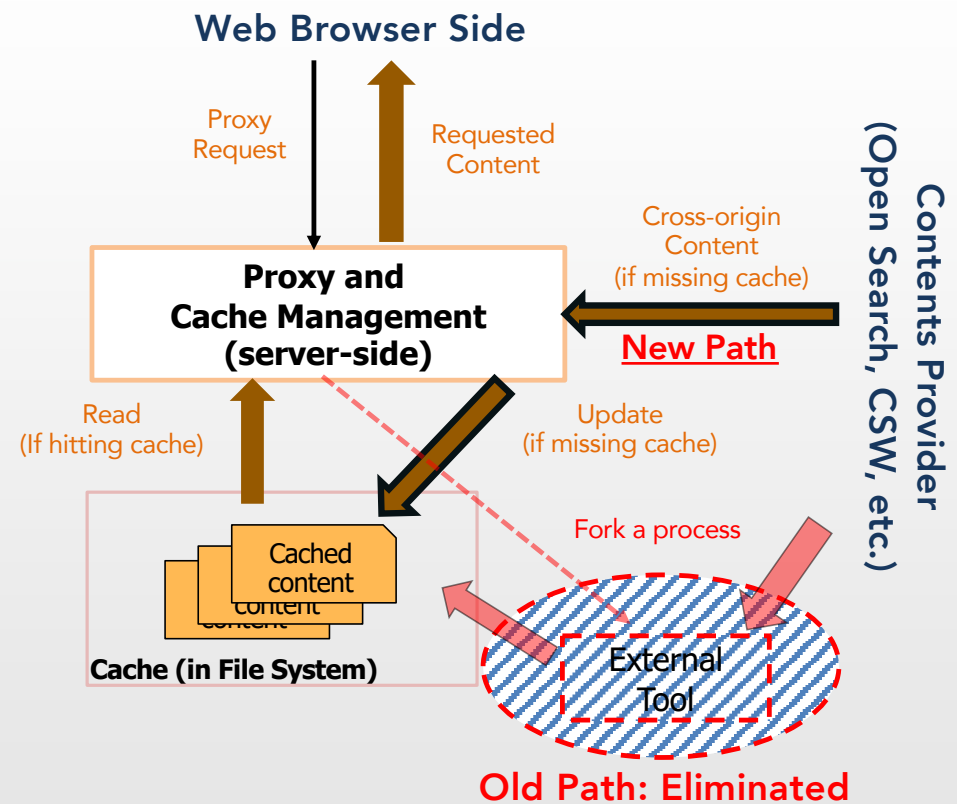 Web Browser Side
Proxy
Request
Requested
Content
Contents Provider
(Open Search, CSW, etc.)
Cross-origin
Content
(if missing cache)
New Path
Proxy and
Cache Management
(server-side)
Read
(If hitting cache)
Update
(if missing cache)
Fork a process
Cached
content
content
content
Cache (in File System)
External
Tool
Old Path: Eliminated